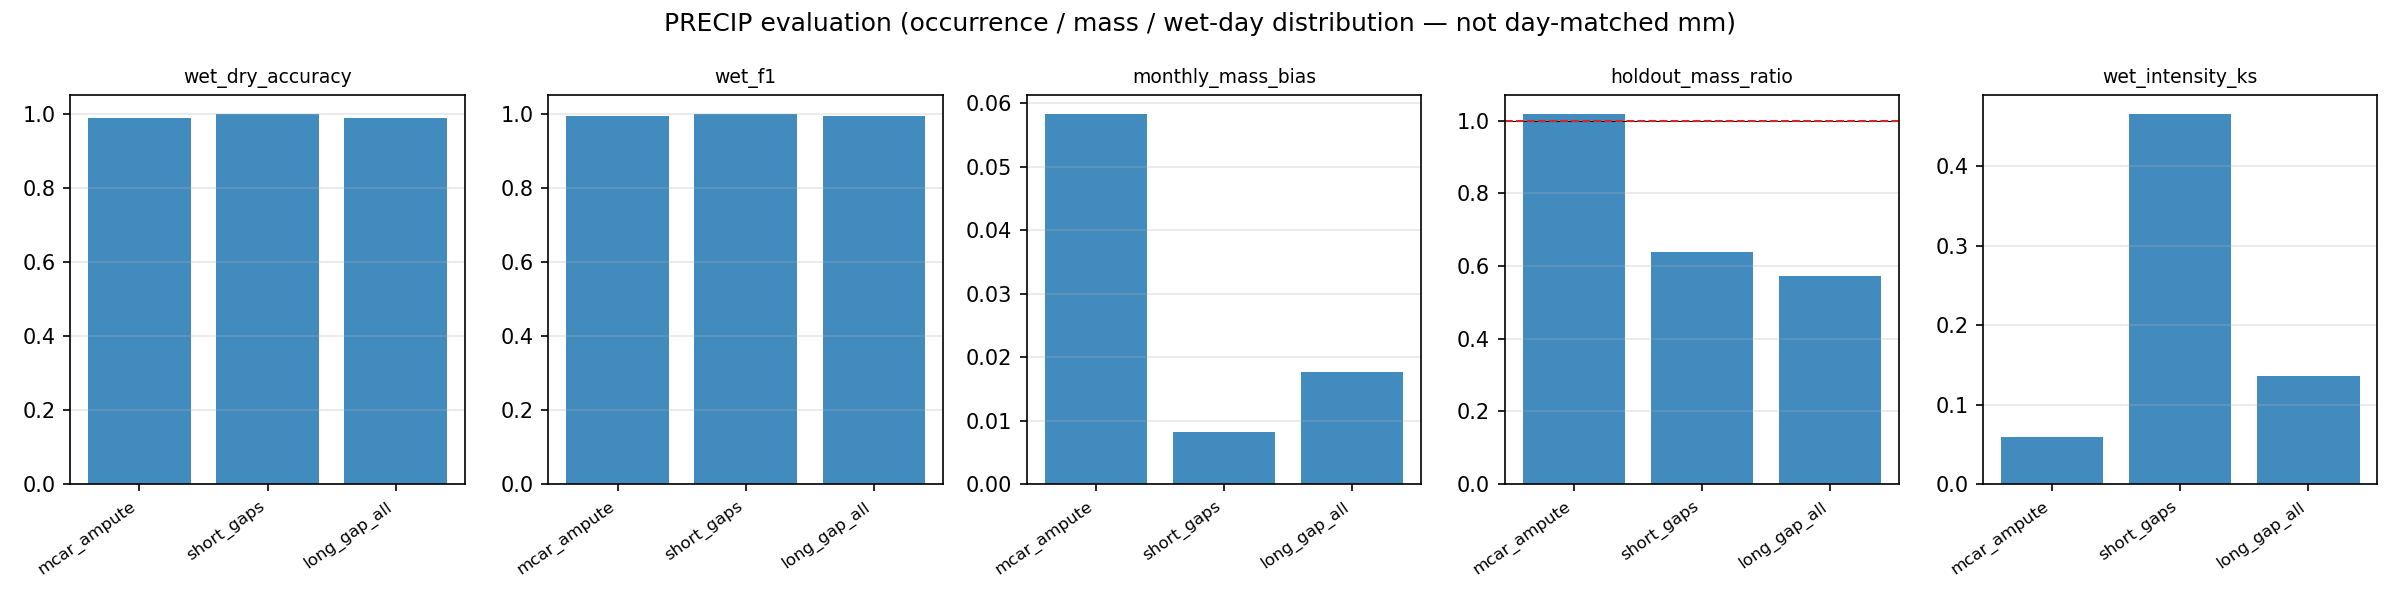 PRECIP evaluation (occurrence / mass / wet-day distribution — not day-matched mm)
wet_dry_accuracy
1.0
0.8
0.6
0.4
0.2
0.0
mcar_ampute
short_gaps
long_gap_all
wet_f1
1.0
0.8
0.6
0.4
0.2
0.0
mcar_ampute
short_gaps
long_gap_all
monthly_mass_bias
0.06
0.05
0.04
0.03
0.02
0.01
0.00
mcar_ampute
short_gaps
long_gap_all
holdout_mass_ratio
1.0
0.8
0.6
0.4
0.2
0.0
mcar_ampute
short_gaps
long_gap_all
wet_intensity_ks
0.4
0.3
0.2
0.1
0.0
mcar_ampute
short_gaps
long_gap_all